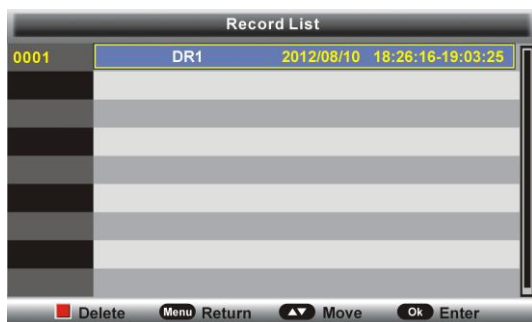 Record List
0001 DR1 2012/08/10 18:26:16-19:03:25
Delete Menu Return Move Ok Enter